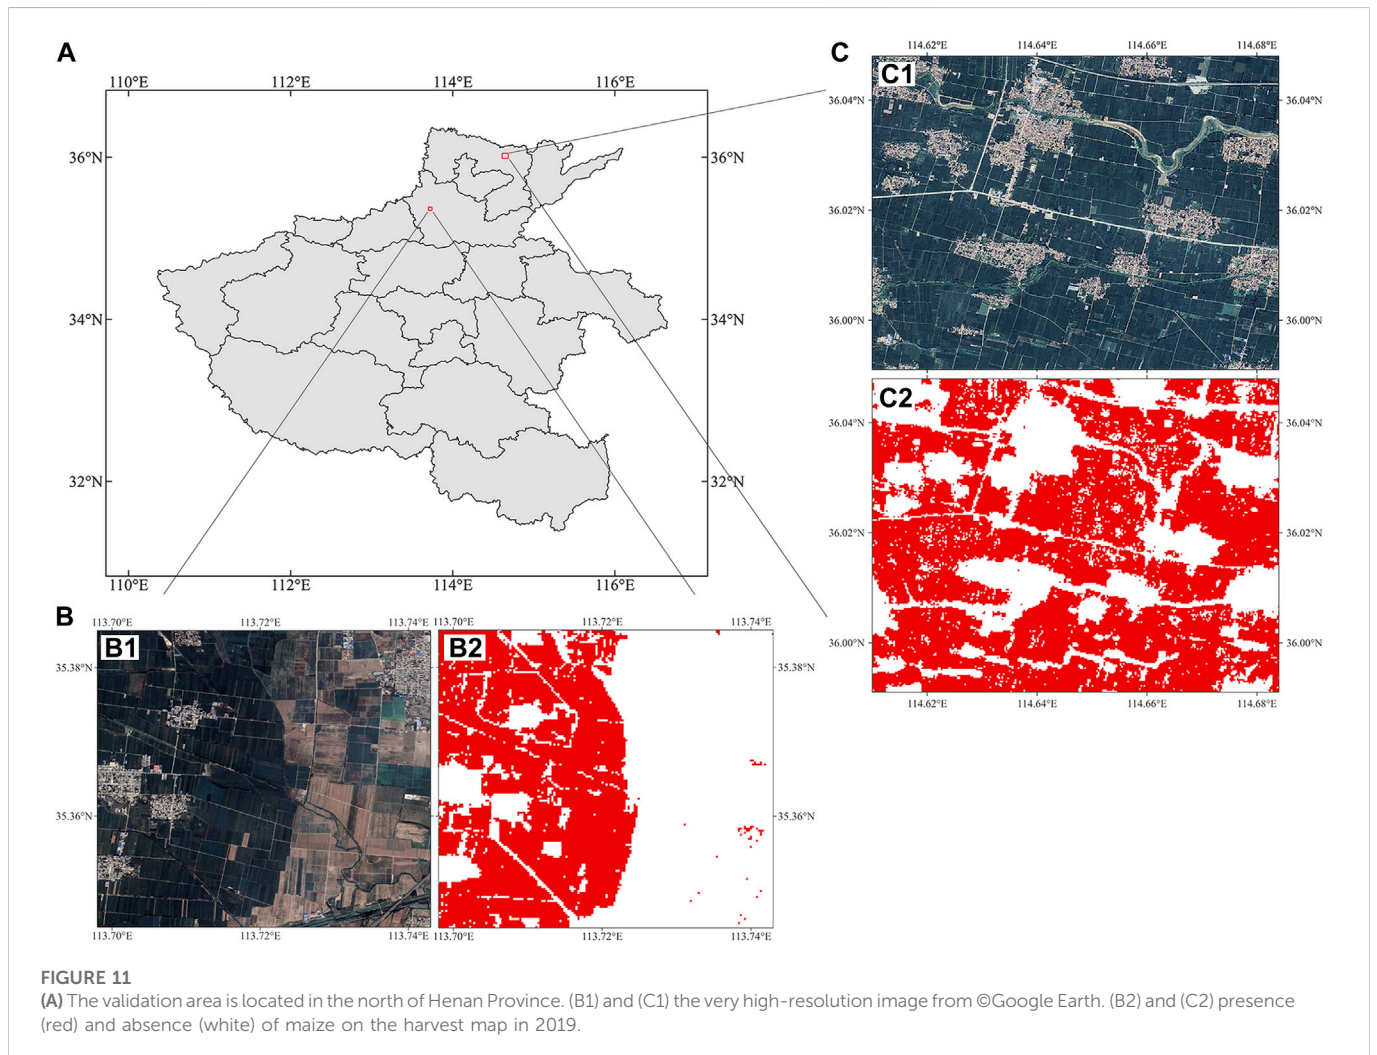 A
110°E 112°E 114°E 116°E
36°N 36°N
34°N 34°N
32°N 32°N
110°E 112°E 114°E 116°E
C
114.62°E 114.64°E 114.66°E 114.68°E
C1
36.04°N 36.04°N
36.02°N 36.02°N
36.00°N 36.00°N
C2
36.04°N 36.04°N
36.02°N 36.02°N
36.00°N 36.00°N
114.62°E 114.64°E 114.66°E 114.68°E
B
113.70°E 113.72°E 113.74°E 113.70°E 113.72°E 113.74°E
B1 B2
35.38°N 35.38°N
35.36°N 35.36°N
113.70°E 113.72°E 113.74°E 113.70°E 113.72°E 113.74°E
FIGURE 11
(A) The validation area is located in the north of Henan Province. (B1) and (C1) the very high-resolution image from ©Google Earth. (B2) and (C2) presence
(red) and absence (white) of maize on the harvest map in 2019.